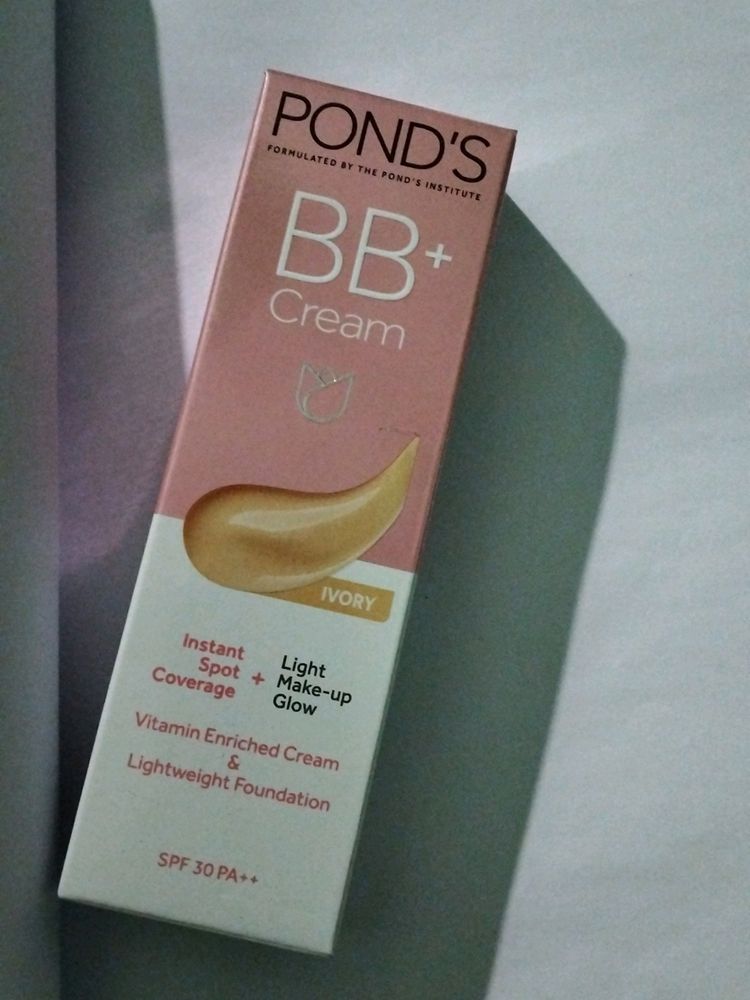 POND'S
FORMULATED BY THE POND'S INSTITUTE
BB+
Cream
IVORY
Instant
Spot
Coverage
+
Light
Make-up
Glow
Vitamin Enriched Cream
&
Lightweight Foundation
SPF 30 PA++